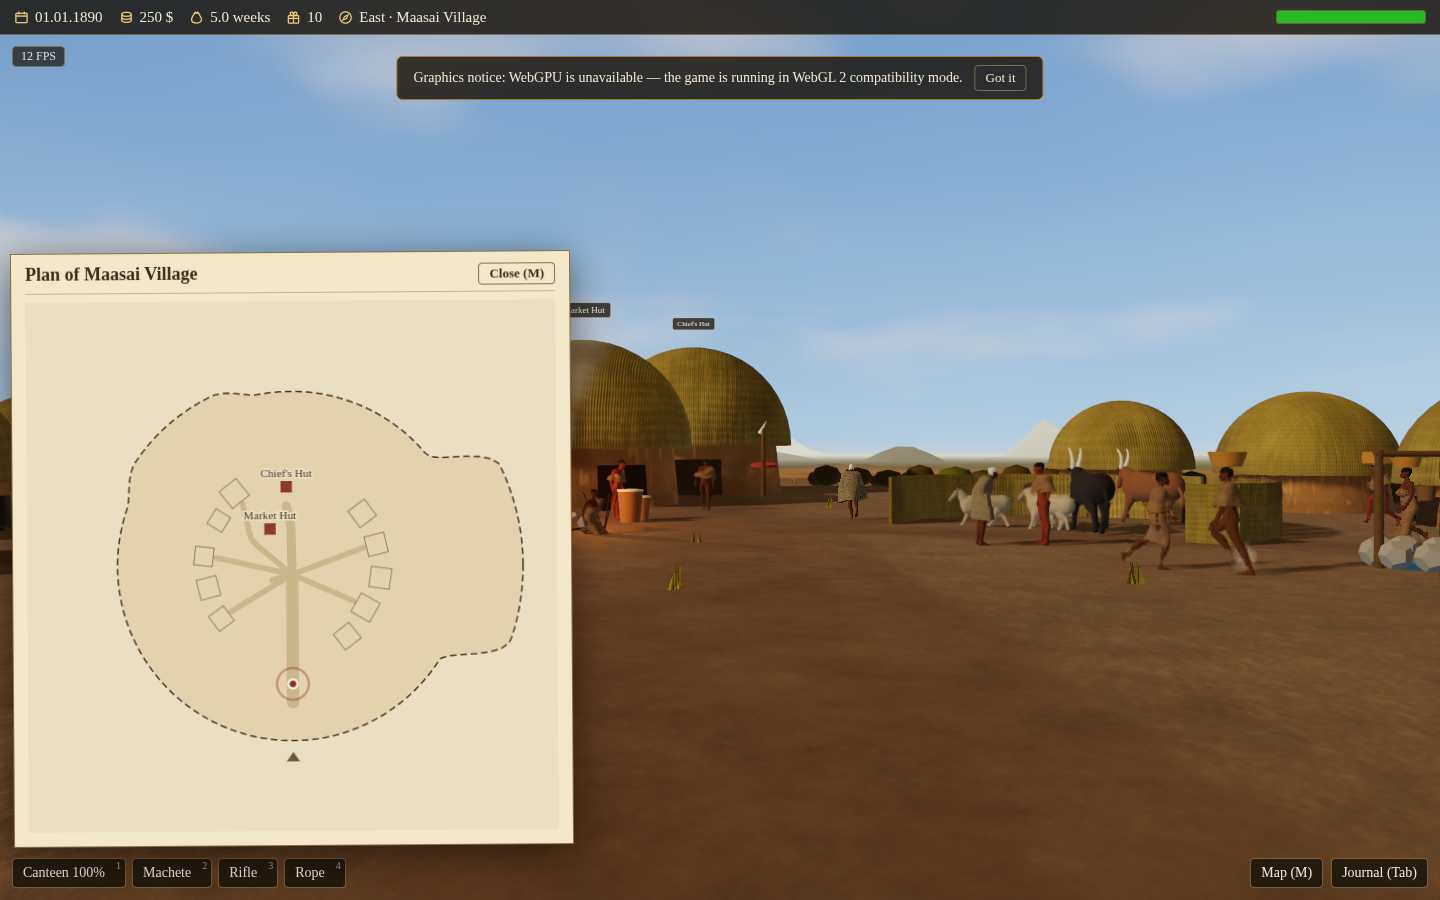 01.01.1890 250 $ 5.0 weeks 10 East · Maasai Village
12 FPS
Graphics notice: WebGPU is unavailable — the game is running in WebGL 2 compatibility mode. Got it
Plan of Maasai Village Close (M)
arket Hut
Chief's Hut
Chief's Hut
Market Hut
Canteen 100% 1 Machete 2 Rifle 3 Rope 4
Map (M) Journal (Tab)